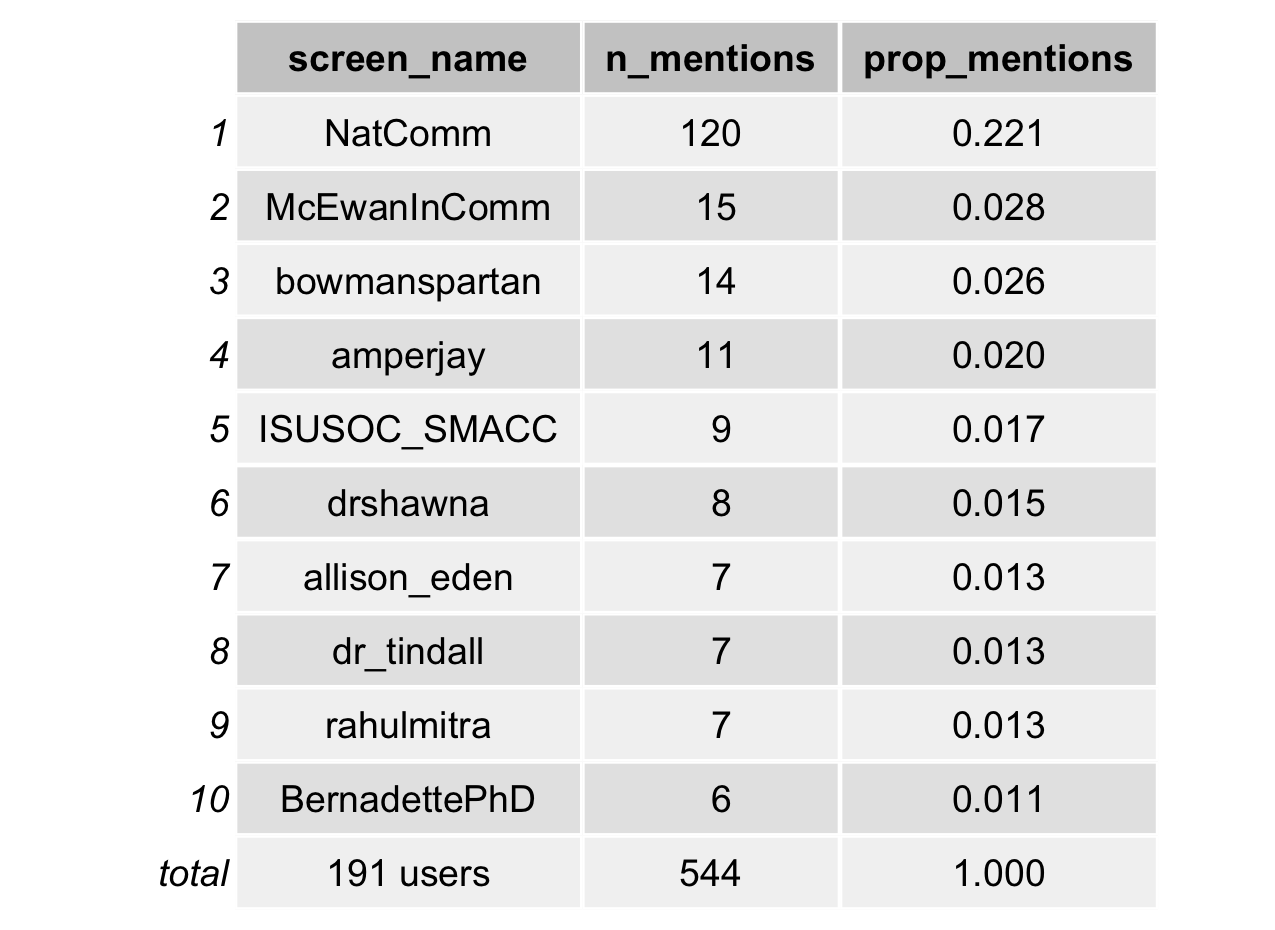 screen_name n_mentions prop_mentions
1 NatComm 120 0.221
2 McEwanInComm 15 0.028
3 bowmanspartan 14 0.026
4 amperjay 11 0.020
5 ISUSOC_SMACC 9 0.017
6 drshawna 8 0.015
7 allison_eden 7 0.013
8 dr_tindall 7 0.013
9 rahulmitra 7 0.013
10 BernadettePhD 6 0.011
total 191 users 544 1.000